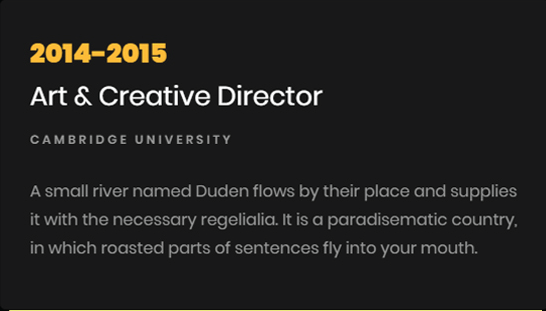 2014-2015
Art & Creative Director
CAMBRIDGE UNIVERSITY
A small river named Duden flows by their place and supplies
it with the necessary regelialia. It is a paradisematic country,
in which roasted parts of sentences fly into your mouth.